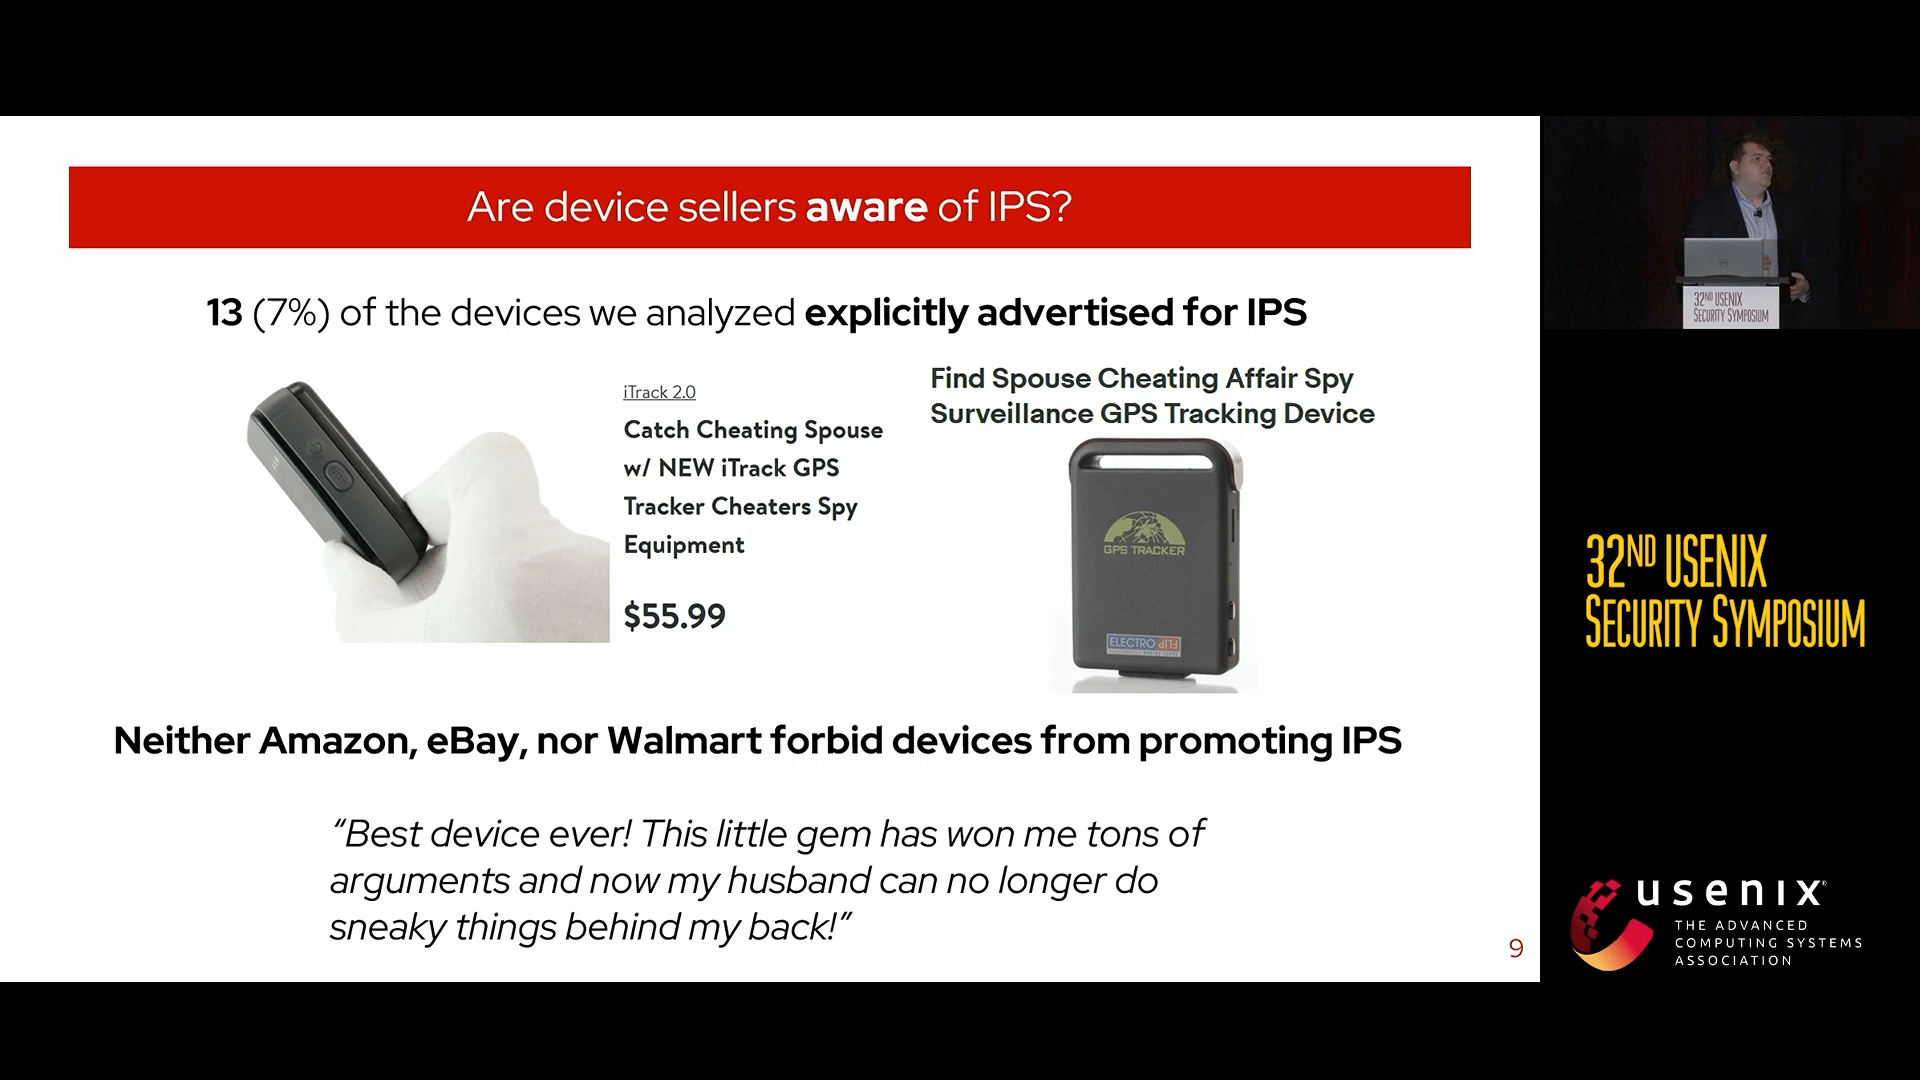 Are device sellers aware of IPS?
13 (7%) of the devices we analyzed explicitly advertised for IPS
iTrack 2.0
Catch Cheating Spouse
w/ NEW iTrack GPS
Tracker Cheaters Spy
Equipment
$55.99
Find Spouse Cheating Affair Spy
Surveillance GPS Tracking Device
GPS TRACKER
ELECTRO FLIP
Neither Amazon, eBay, nor Walmart forbid devices from promoting IPS
“Best device ever! This little gem has won me tons of
arguments and now my husband can no longer do
sneaky things behind my back!”
9
32ND USENIX
SECURITY SYMPOSIUM
32ND USENIX
SECURITY SYMPOSIUM
usenix
THE ADVANCED
COMPUTING SYSTEMS
ASSOCIATION